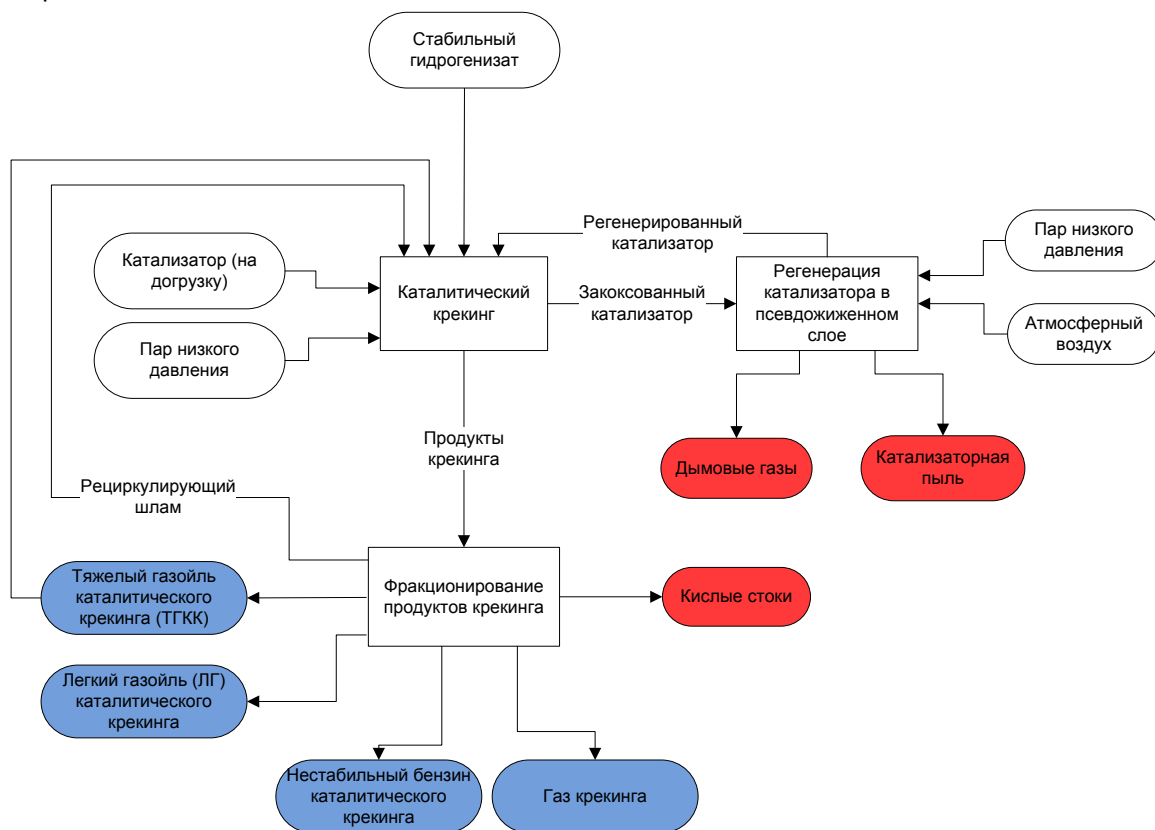 Стабильный
гидрогенизат
Регенерированный
катализатор
Пар низкого
давления
Катализатор (на
догрузку)
Каталитический
крекинг
Закоксованный
катализатор
Регенерация
катализатора в
псевдожиженном
слое
Атмосферный
воздух
Пар низкого
давления
Продукты
крекинга
Дымовые газы
Катализаторная
пыль
Рециркулирующий
шлам
Тяжелый газойль
каталитического
крекинга (ТГКК)
Фракционирование
продуктов крекинга
Кислые стоки
Легкий газойль (ЛГ)
каталитического
крекинга
Нестабильный бензин
каталитического
крекинга
Газ крекинга